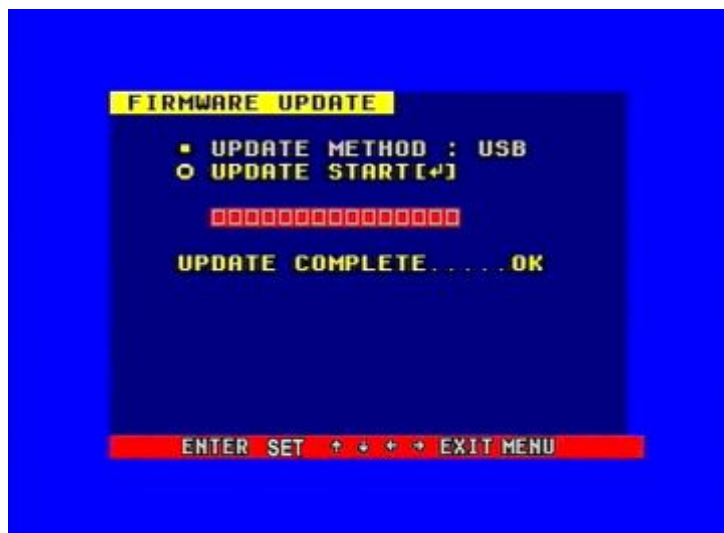 FIRMWARE UPDATE
UPDATE METHOD : USB
UPDATE START[↵]
UPDATE COMPLETE.....OK
ENTER SET ↑ ↓ ← → EXIT MENU